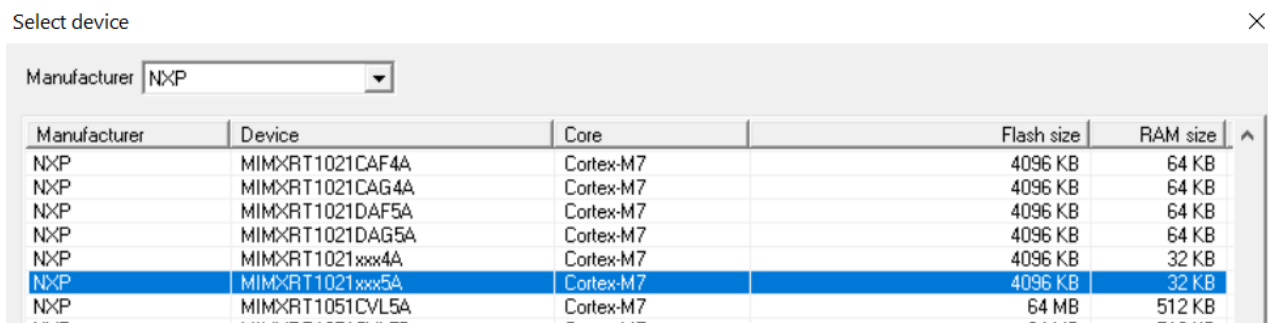 Select device
Manufacturer NXP
Manufacturer Device Core Flash size RAM size
NXP MIMXRT1021CAF4A Cortex-M7 4096 KB 64 KB
NXP MIMXRT1021CAG4A Cortex-M7 4096 KB 64 KB
NXP MIMXRT1021DAF5A Cortex-M7 4096 KB 64 KB
NXP MIMXRT1021DAG5A Cortex-M7 4096 KB 64 KB
NXP MIMXRT1021xxx4A Cortex-M7 4096 KB 32 KB
NXP MIMXRT1021xxx5A Cortex-M7 4096 KB 32 KB
NXP MIMXRT1051CVL5A Cortex-M7 64 MB 512 KB